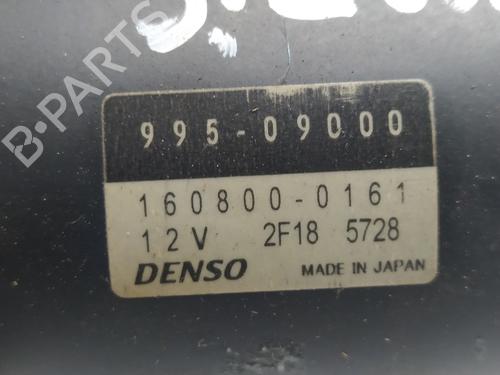 995-09000
160800-0161
12V 2F18 5728
DENSO MADE IN JAPAN
B-PARTS